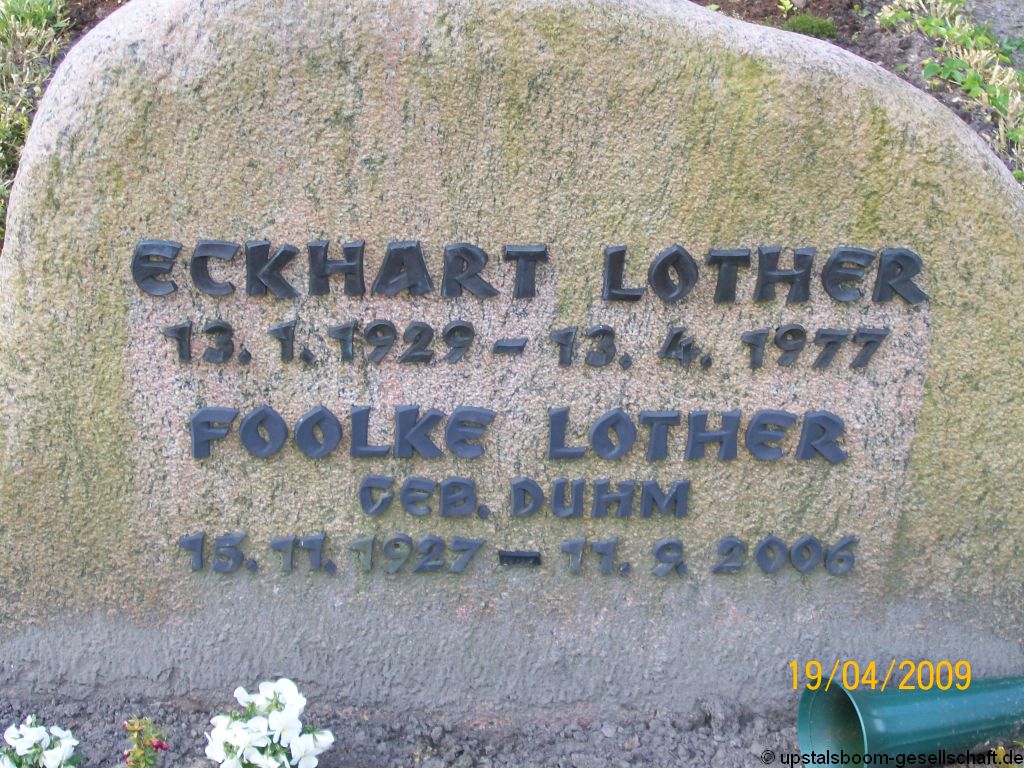 ECKHART LOTHER
13. 1. 1929 – 13. 4. 1977
FOOLKE LOTHER
GEB. DUHM
15. 11. 1927 – 11. 9. 2006
19/04/2009
© upstalsboom-gesellschaft.de